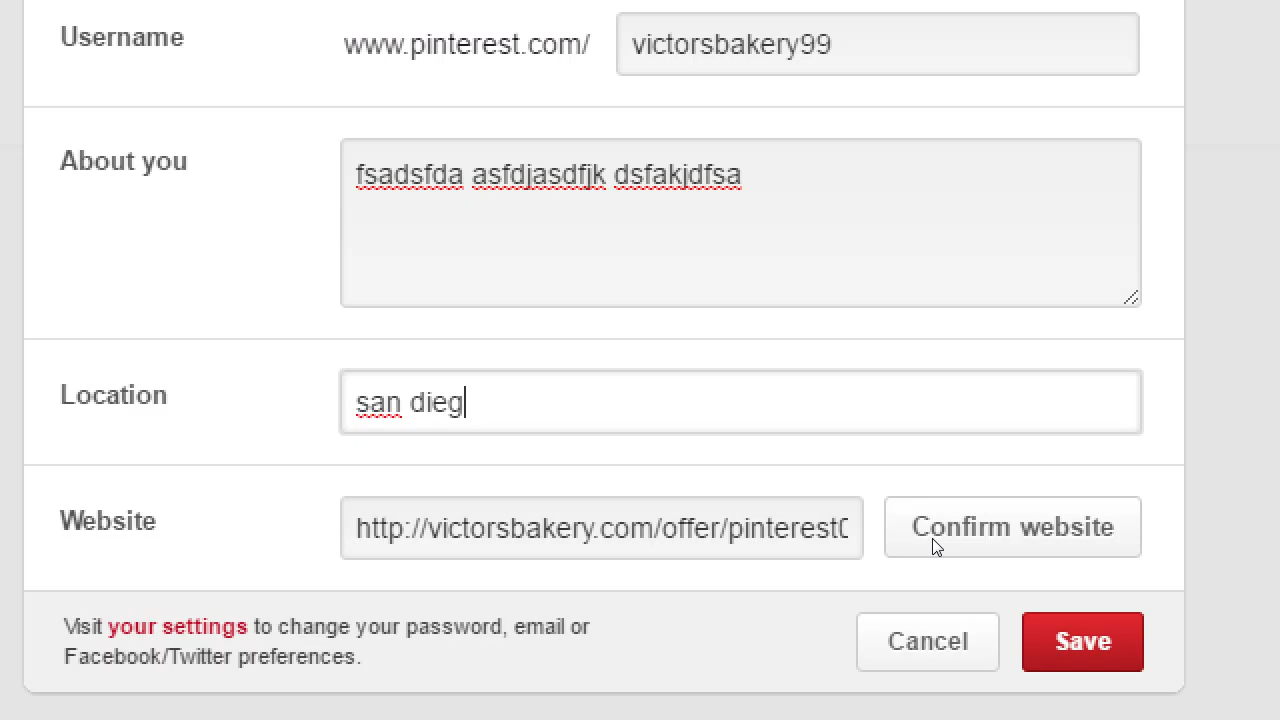 Username
www.pinterest.com/ victorsbakery99
About you
fsadsfda asfdjasdfjk dsfakjdfsa
Location
san dieg
Website
http://victorsbakery.com/offer/pinterest
Confirm website
Visit your settings to change your password, email or
Facebook/Twitter preferences.
Cancel
Save